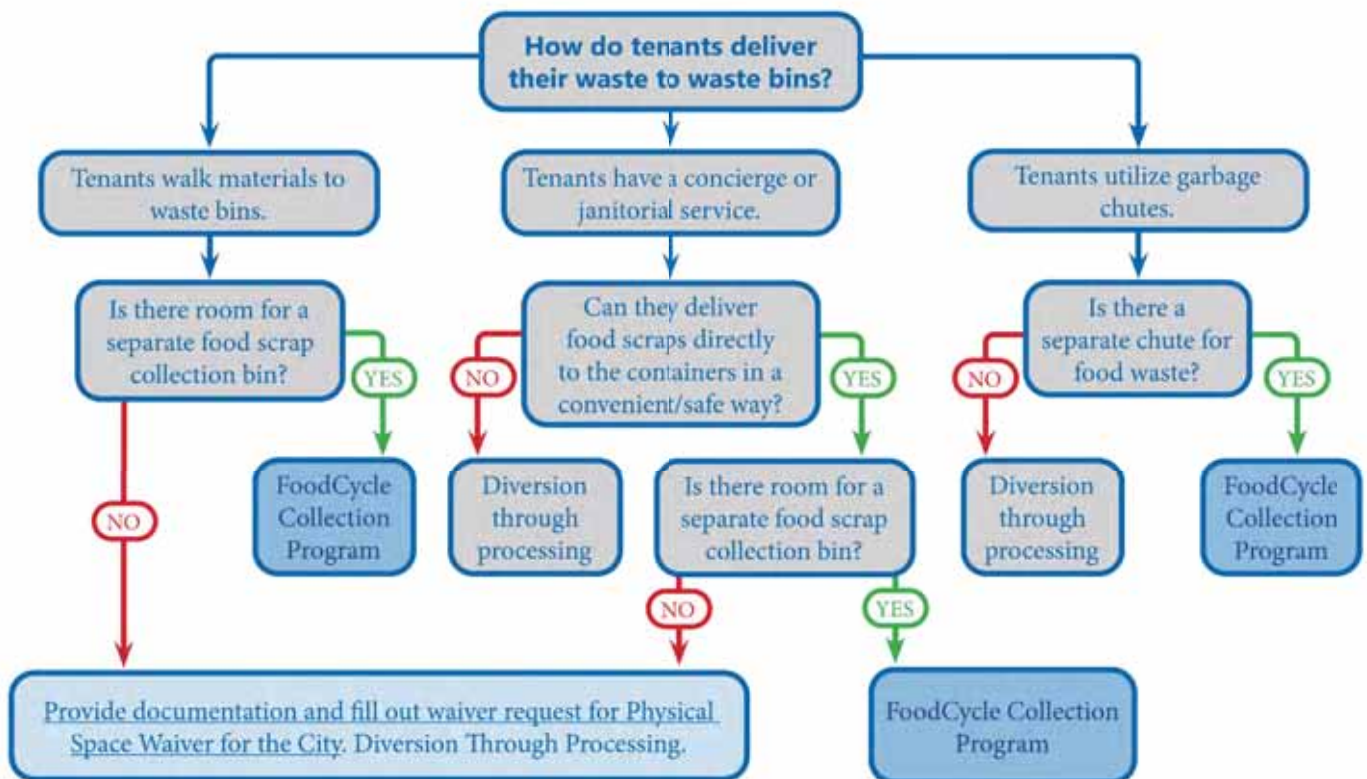 How do tenants deliver
their waste to waste bins?
Tenants walk materials to
waste bins.
Tenants have a concierge or
janitorial service.
Tenants utilize garbage
chutes.
Is there room for a
separate food scrap
collection bin?
Can they deliver
food scraps directly
to the containers in a
convenient/safe way?
Is there a
separate chute for
food waste?
YES
NO
YES
NO
YES
NO
FoodCycle
Collection
Program
Diversion
through
processing
Is there room for a
separate food scrap
collection bin?
Diversion
through
processing
FoodCycle
Collection
Program
NO
YES
Provide documentation and fill out waiver request for Physical
Space Waiver for the City. Diversion Through Processing.
FoodCycle Collection
Program